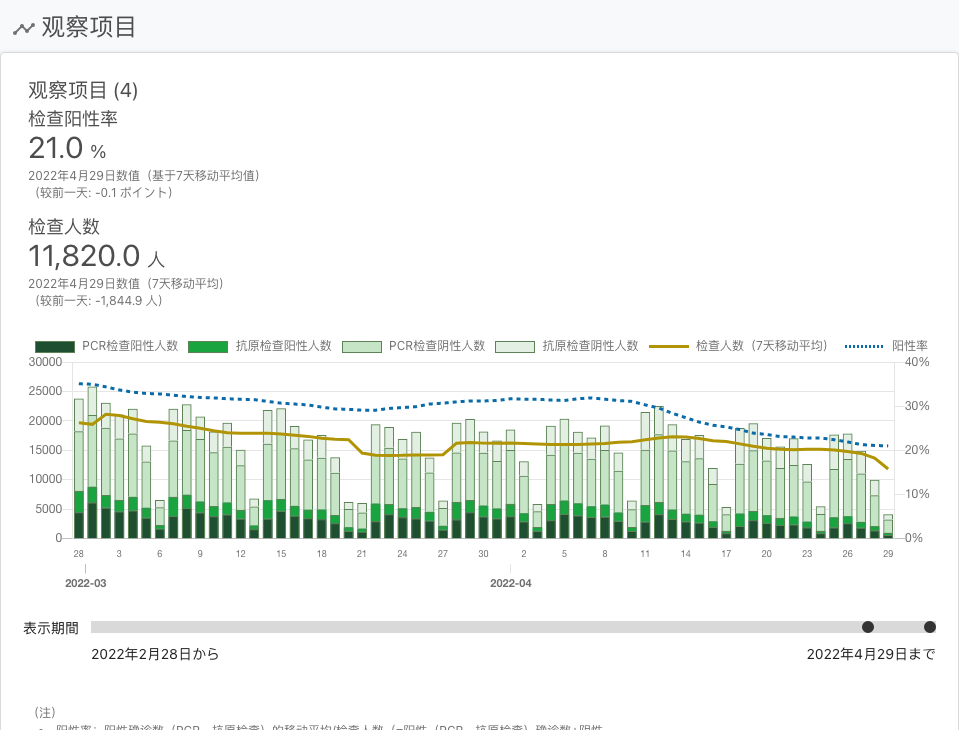 观察项目
观察项目 (4)
检查阳性率
21.0 %
2022年4月29日数值（基于7天移动平均值）
（较前一天: -0.1 ポイント）
检查人数
11,820.0 人
2022年4月29日数值（7天移动平均）
（较前一天: -1,844.9 人）
PCR检查阳性人数 抗原检查阳性人数 PCR检查阴性人数 抗原检查阴性人数 检查人数（7天移动平均） 阳性率
30000 40%
25000
30%
20000
15000 20%
10000
10%
5000
0 0%
28 3 6 9 12 15 18 21 24 27 30 2 5 8 11 14 17 20 23 26 29
2022-03 2022-04
表示期間
2022年2月28日から 2022年4月29日まで
（注）